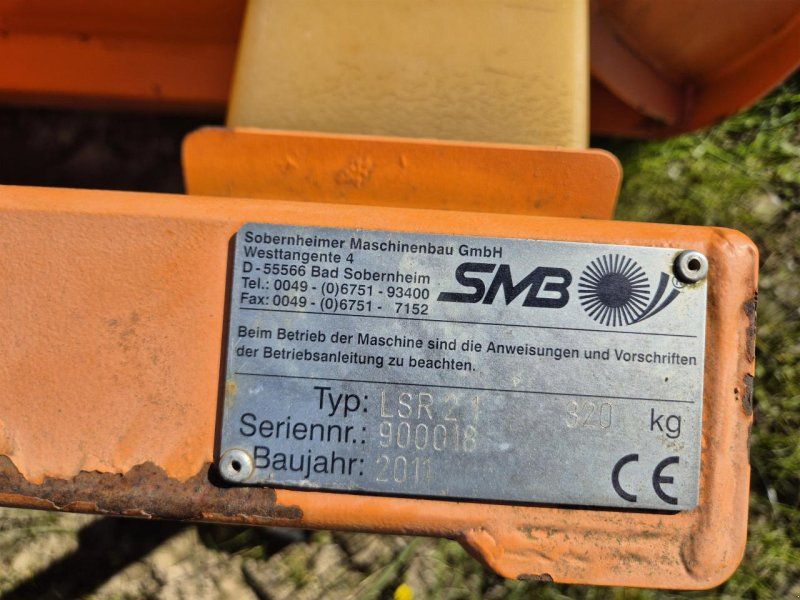 Sobernheimer Maschinenbau GmbH
Westtangente 4
D - 55566 Bad Sobernheim
Tel.: 0049 - (0)6751 - 93400
Fax: 0049 - (0)6751 - 7152
SMB ®
Beim Betrieb der Maschine sind die Anweisungen und Vorschriften
der Betriebsanleitung zu beachten.
Typ: LSR 2.1 320 kg
Seriennr.: 900018
Baujahr: 2011
CE